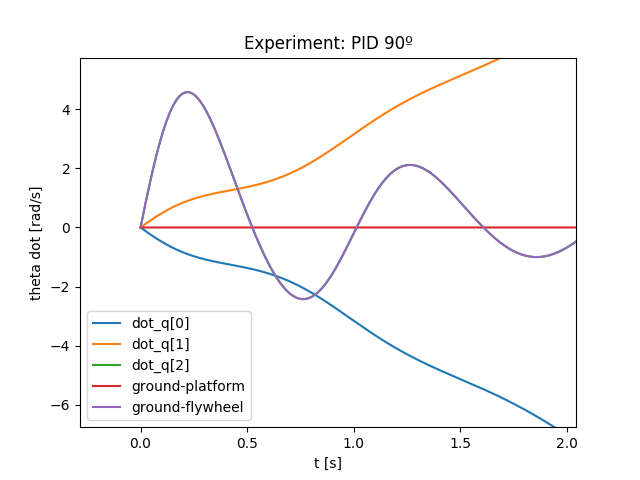 Experiment: PID 90º
theta dot [rad/s]
4
2
0
−2
−4
−6
dot_q[0]
dot_q[1]
dot_q[2]
ground-platform
ground-flywheel
0.0
0.5
1.0
1.5
2.0
t [s]